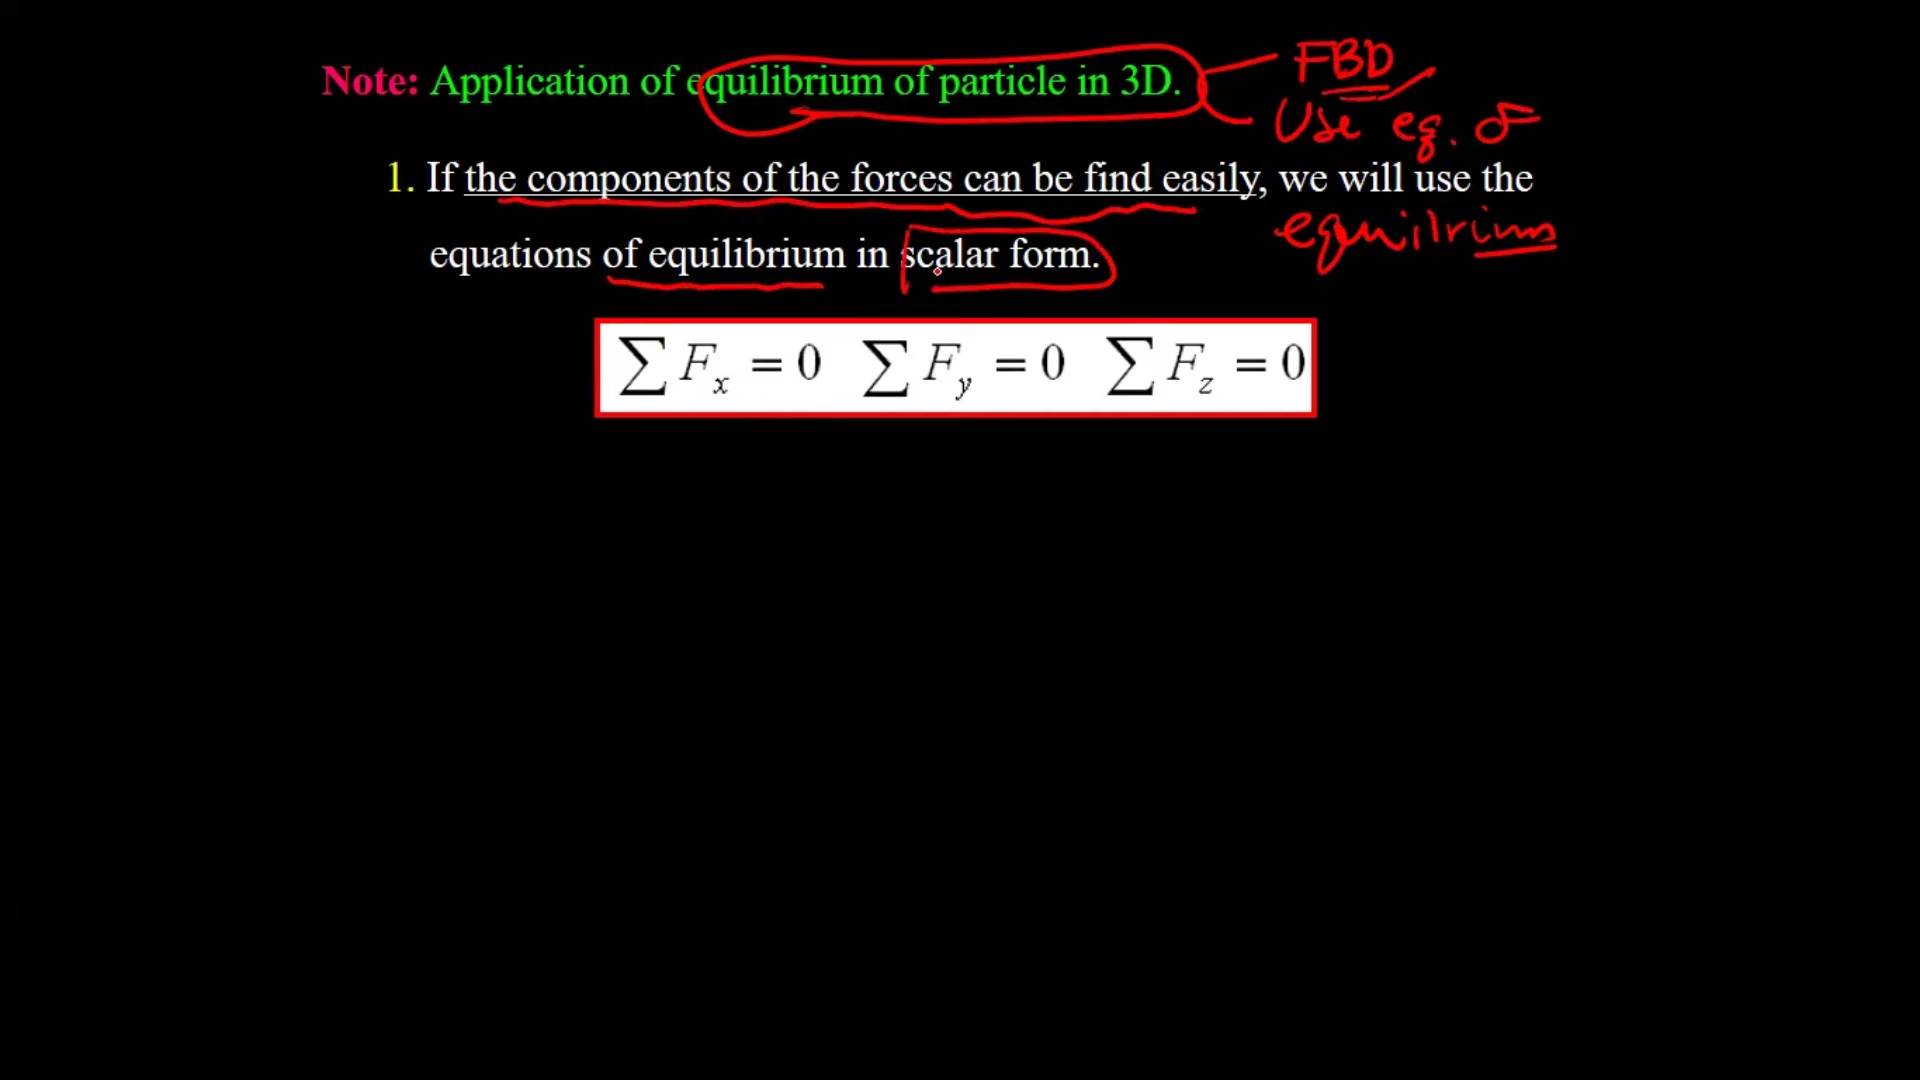 Note: Application of equilibrium of particle in 3D.
FBD
Use eq. of
1. If the components of the forces can be find easily, we will use the
equilrium
equations of equilibrium in scalar form.
∑ Fx = 0 ∑ Fy = 0 ∑ Fz = 0